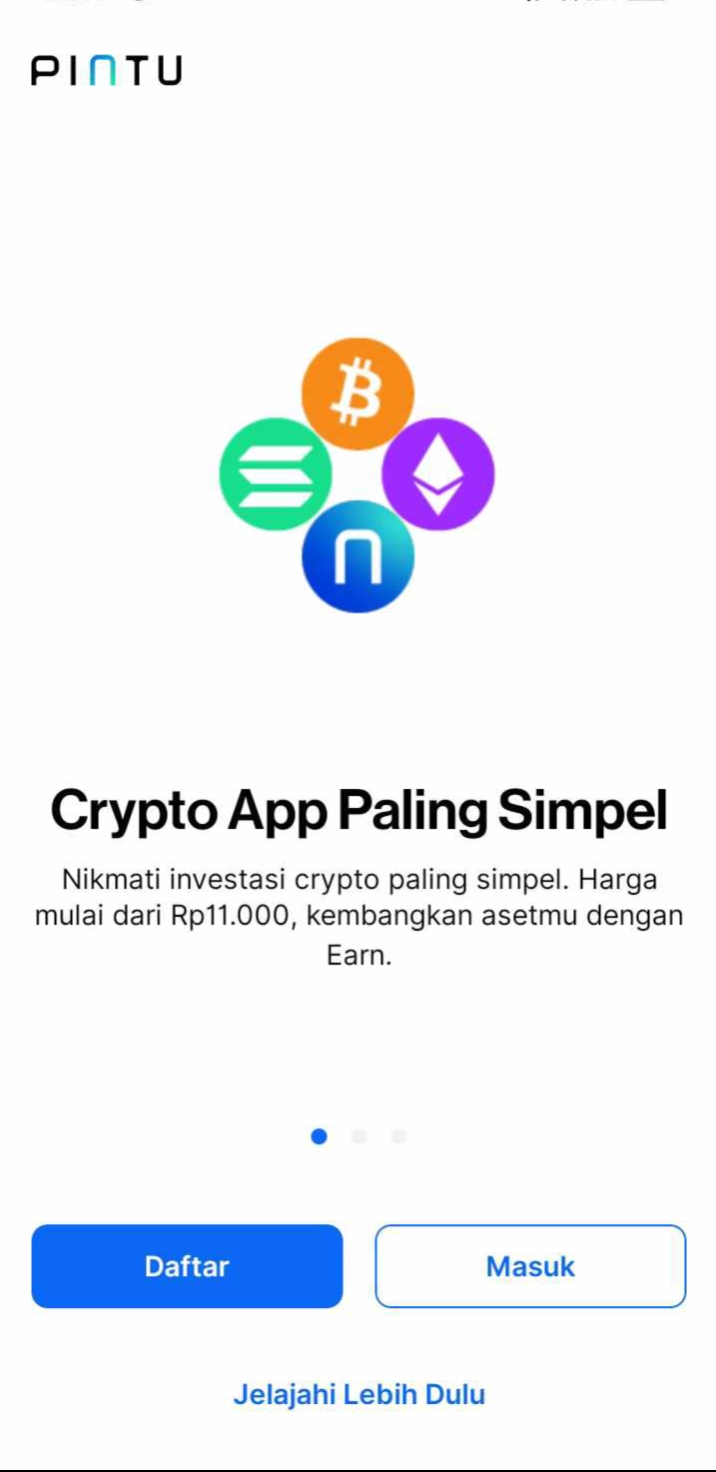 PINTU
Crypto App Paling Simpel
Nikmati investasi crypto paling simpel. Harga
mulai dari Rp11.000, kembangkan asetmu dengan
Earn.
Daftar
Masuk
Jelajahi Lebih Dulu